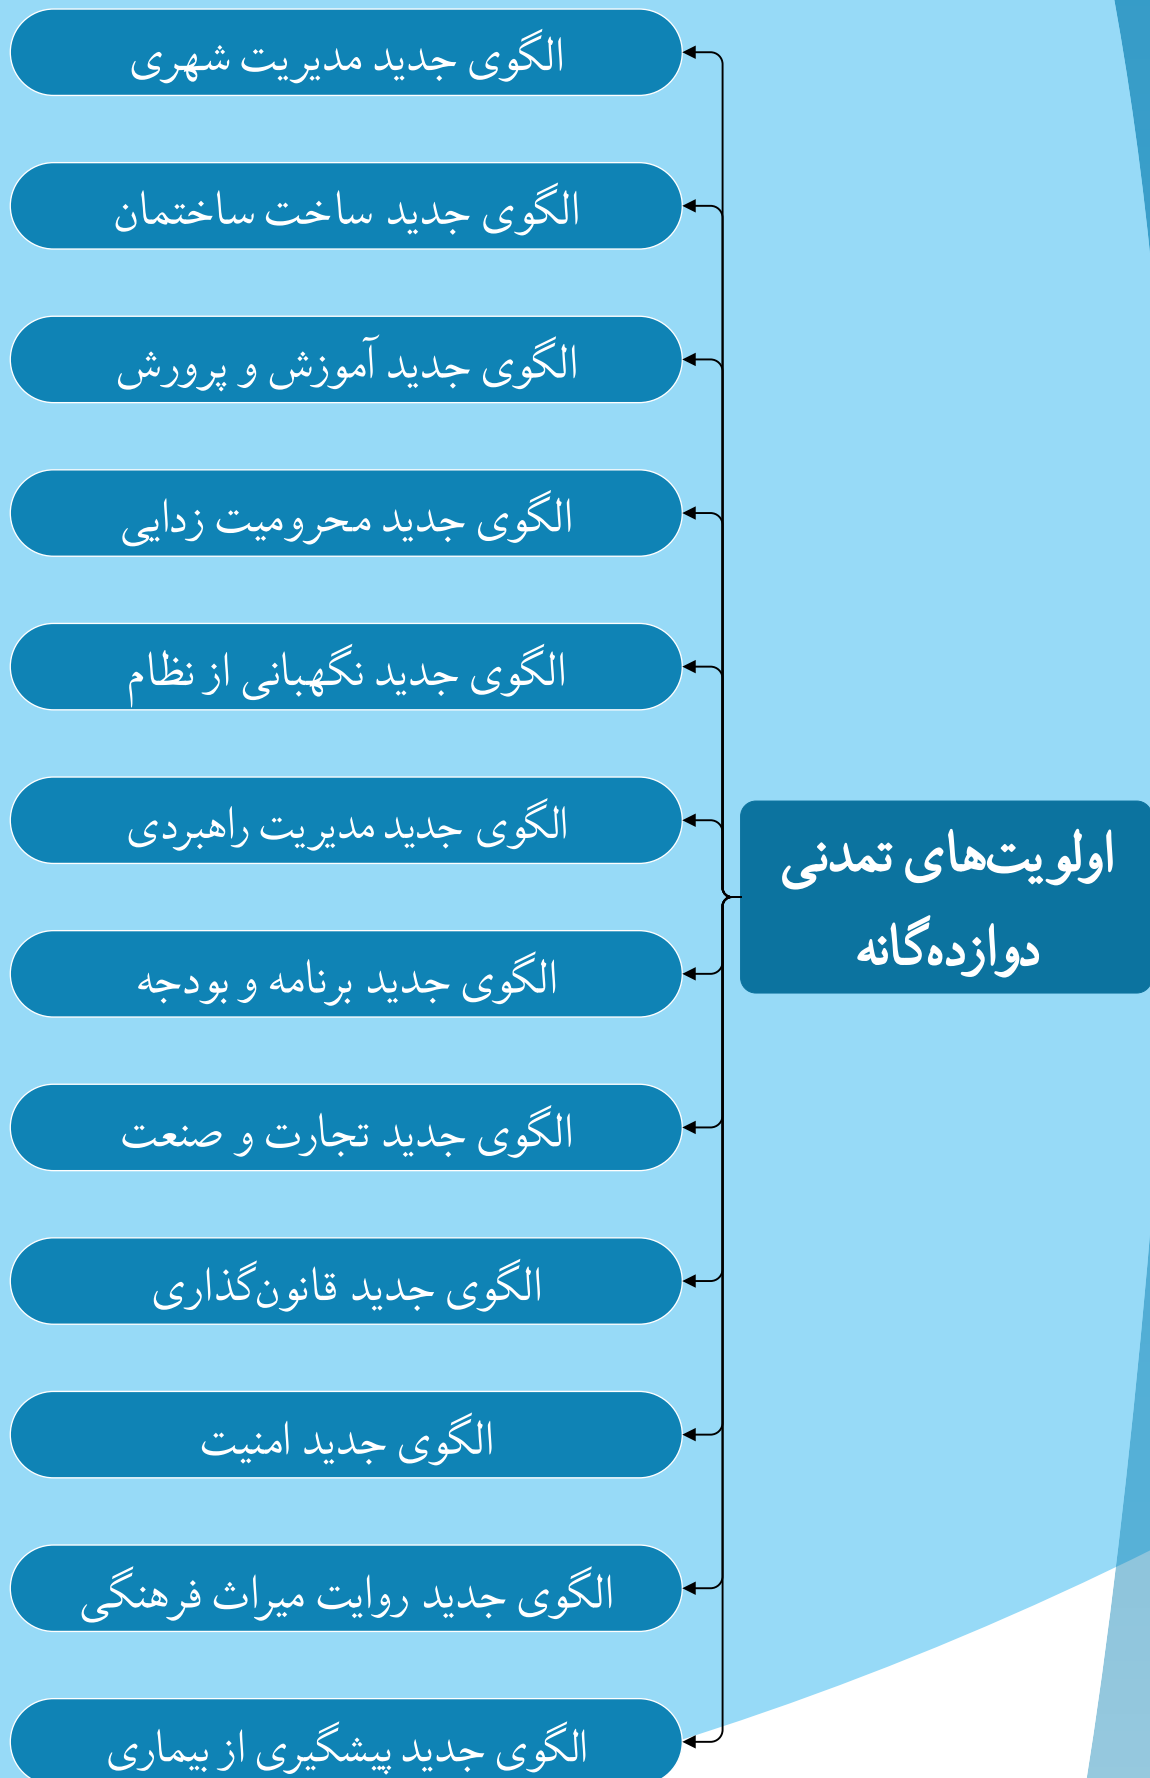 اولویت‌های تمدنی
دوازده‌گانه
الگوی جدید مدیریت شهری
الگوی جدید ساخت ساختمان
الگوی جدید آموزش و پرورش
الگوی جدید محرومیت زدایی
الگوی جدید نگهبانی از نظام
الگوی جدید مدیریت راهبردی
الگوی جدید برنامه و بودجه
الگوی جدید تجارت و صنعت
الگوی جدید قانون‌گذاری
الگوی جدید امنیت
الگوی جدید روایت میراث فرهنگی
الگوی جدید پیشگیری از بیماری